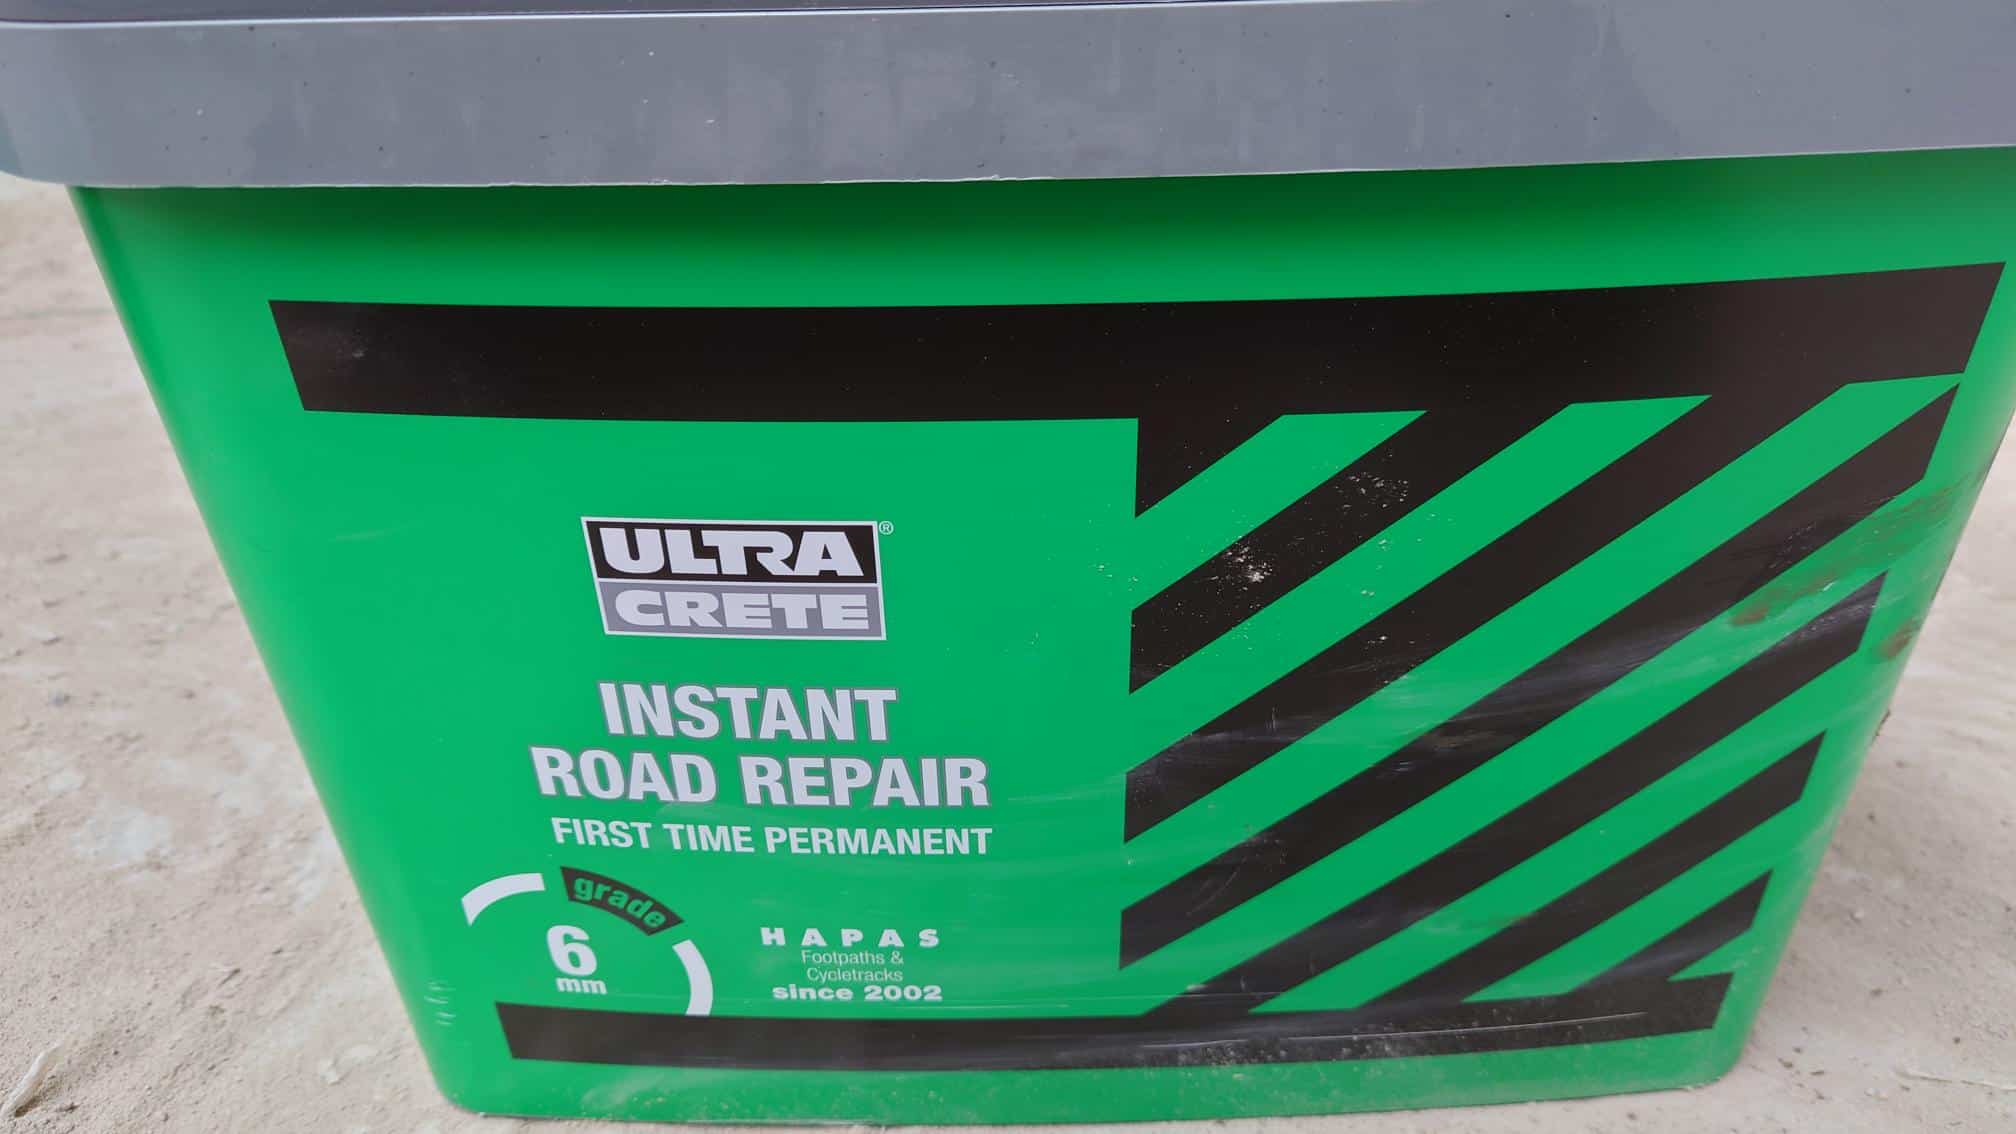 ULTRA
CRETE®
INSTANT
ROAD REPAIR
FIRST TIME PERMANENT
grade
6
mm
HAPAS
Footpaths &
Cycletracks
since 2002